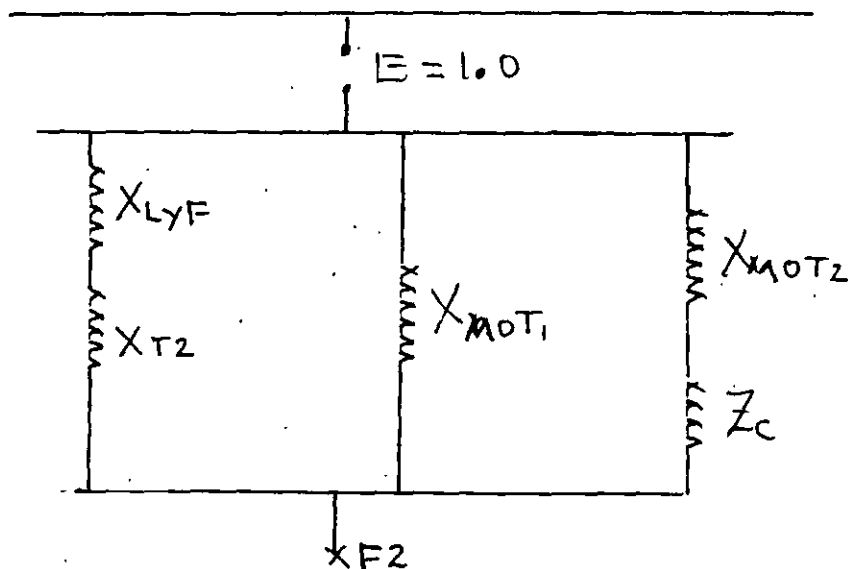 E = 1.0
XLYF
XT2
XMOT1
XMOT2
Zc
XF2